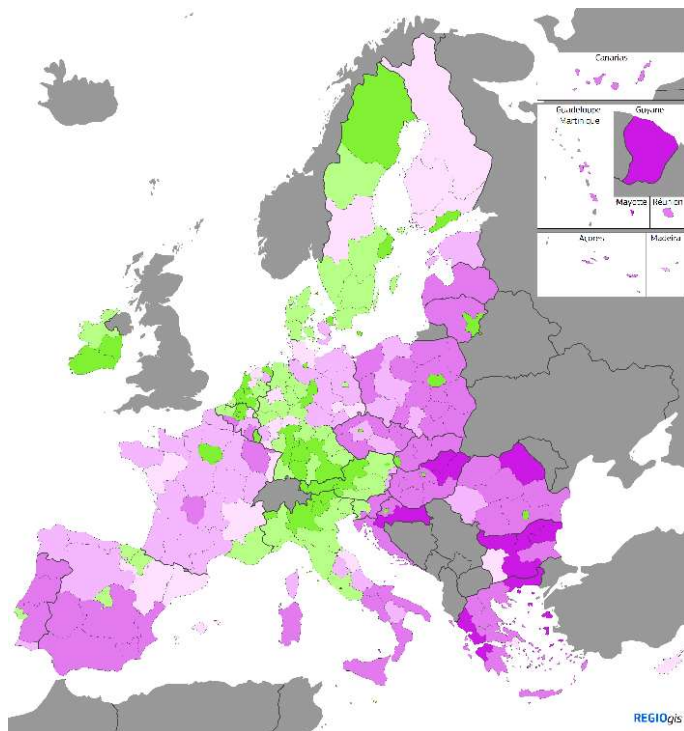 Canarias
Guadeloupe
Martinique
Guyane
Mayotte
Réunion
Açores
Madeira
REGIOgis